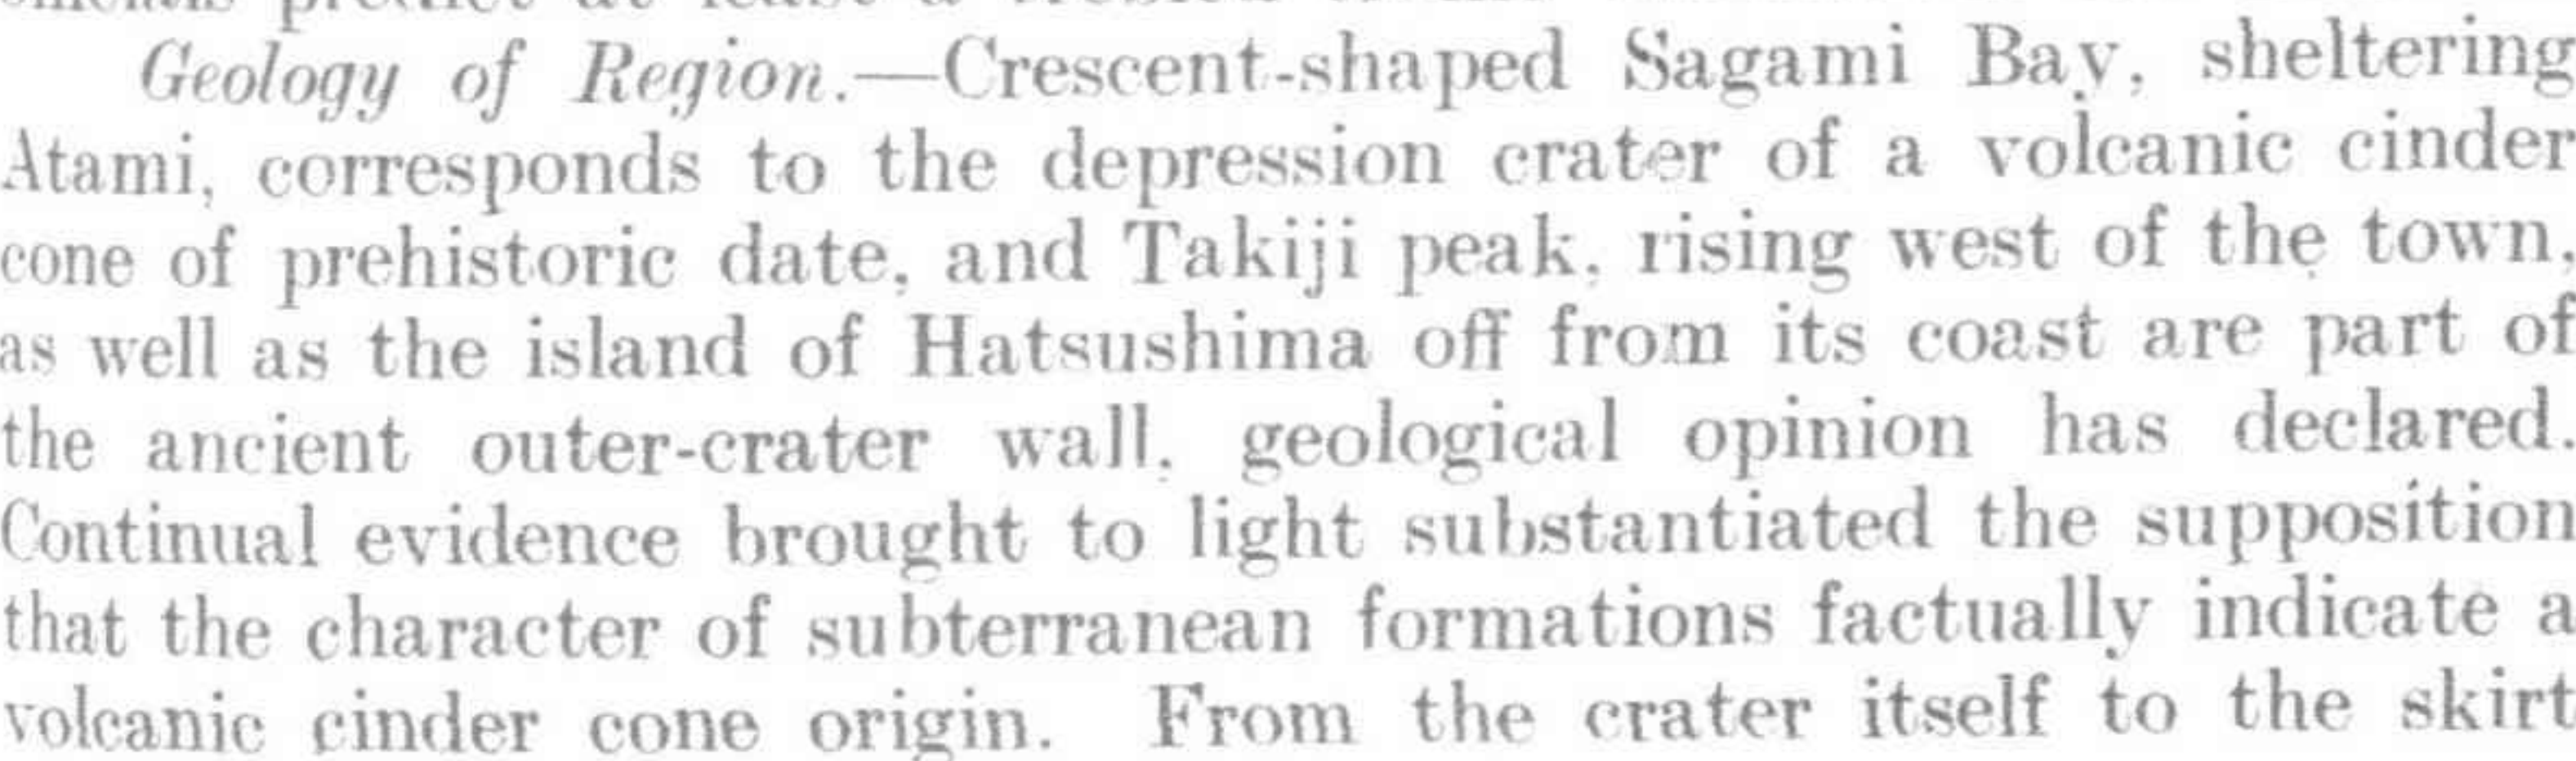 predict at least a
Geology of Region.—Crescent-shaped Sagami Bay, sheltering
Atami, corresponds to the depression crater of a volcanic cinder
cone of prehistoric date, and Takiji peak, rising west of the town,
as well as the island of Hatsushima off from its coast are part of
the ancient outer-crater wall, geological opinion has declared.
Continual evidence brought to light substantiated the supposition
that the character of subterranean formations factually indicate a
volcanic cinder cone origin. From the crater itself to the skirt